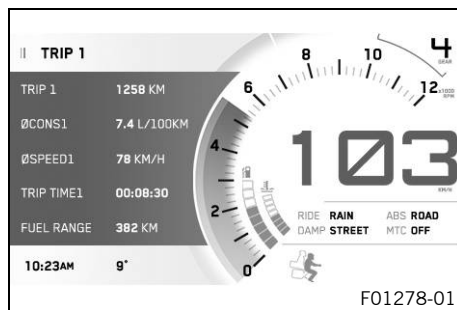 TRIP 1
TRIP 1 1258 KM
ØCONS1 7.4 L/100KM
ØSPEED1 78 KM/H
TRIP TIME1 00:08:30
FUEL RANGE 382 KM
10:23AM 9°
0
2
4
6
8
10
12 x1000
RPM
4
GEAR
103
KM/H
RIDE RAIN ABS ROAD
DAMP STREET MTC OFF
F01278-01